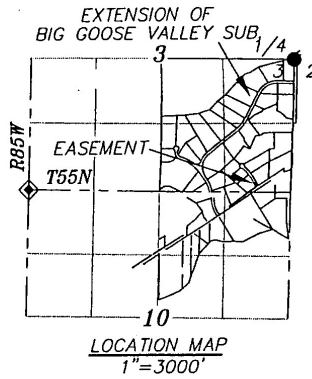 EXTENSION OF
BIG GOOSE VALLEY SUB.
3
1/4
3
2
EASEMENT
R85W
T55N
10
LOCATION MAP
1"=3000'